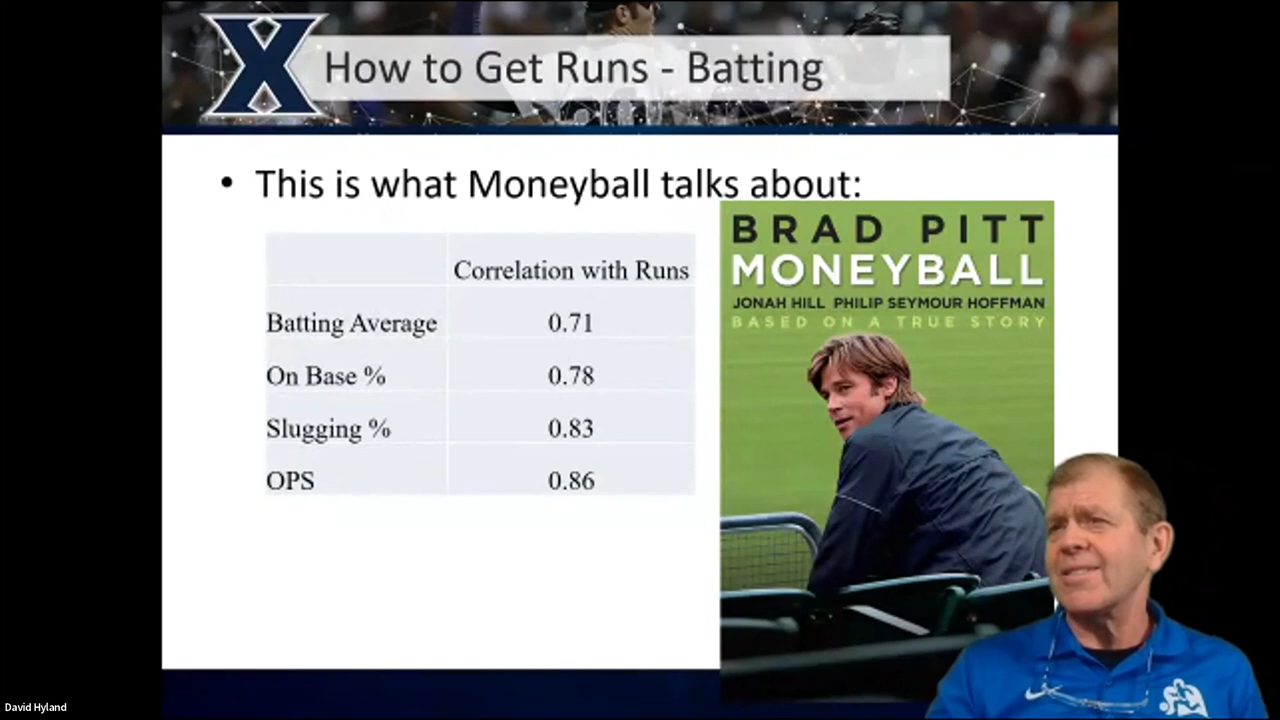 X
How to Get Runs - Batting
• This is what Moneyball talks about:
Correlation with Runs
Batting Average 0.71
On Base % 0.78
Slugging % 0.83
OPS 0.86
BRAD PITT
MONEYBALL
JONAH HILL PHILIP SEYMOUR HOFFMAN
BASED ON A TRUE STORY
David Hyland